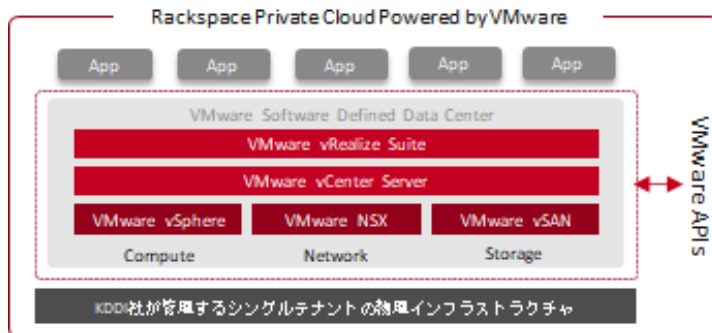 Rackspace Private Cloud Powered by VMware
App App App App App
VMware Software Defined Data Center
VMware vRealize Suite
VMware vCenter Server
VMware vSphere VMware NSX VMware vSAN
Compute Network Storage
KDDI社が管理するシングルテナントの物理インフラストラクチャ
VMware APIs